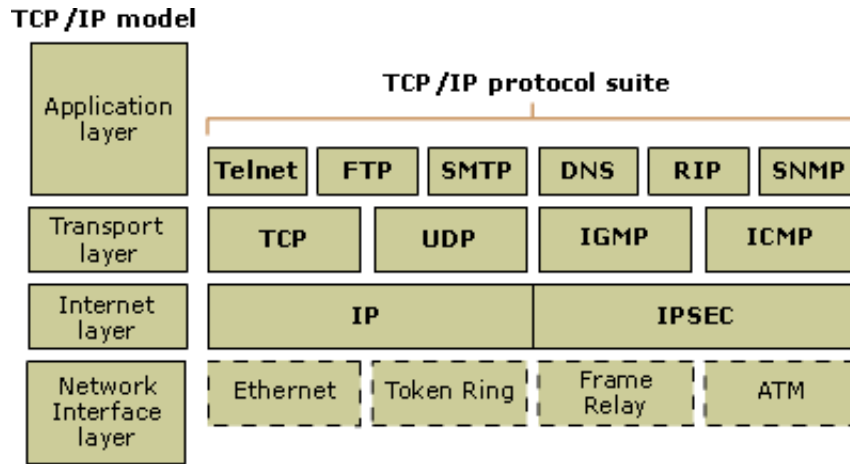 TCP/IP model
Application
layer
TCP/IP protocol suite
Telnet FTP SMTP DNS RIP SNMP
Transport
layer
TCP UDP IGMP ICMP
Internet
layer
IP IPSEC
Network
Interface
layer
Ethernet Token Ring Frame
Relay ATM